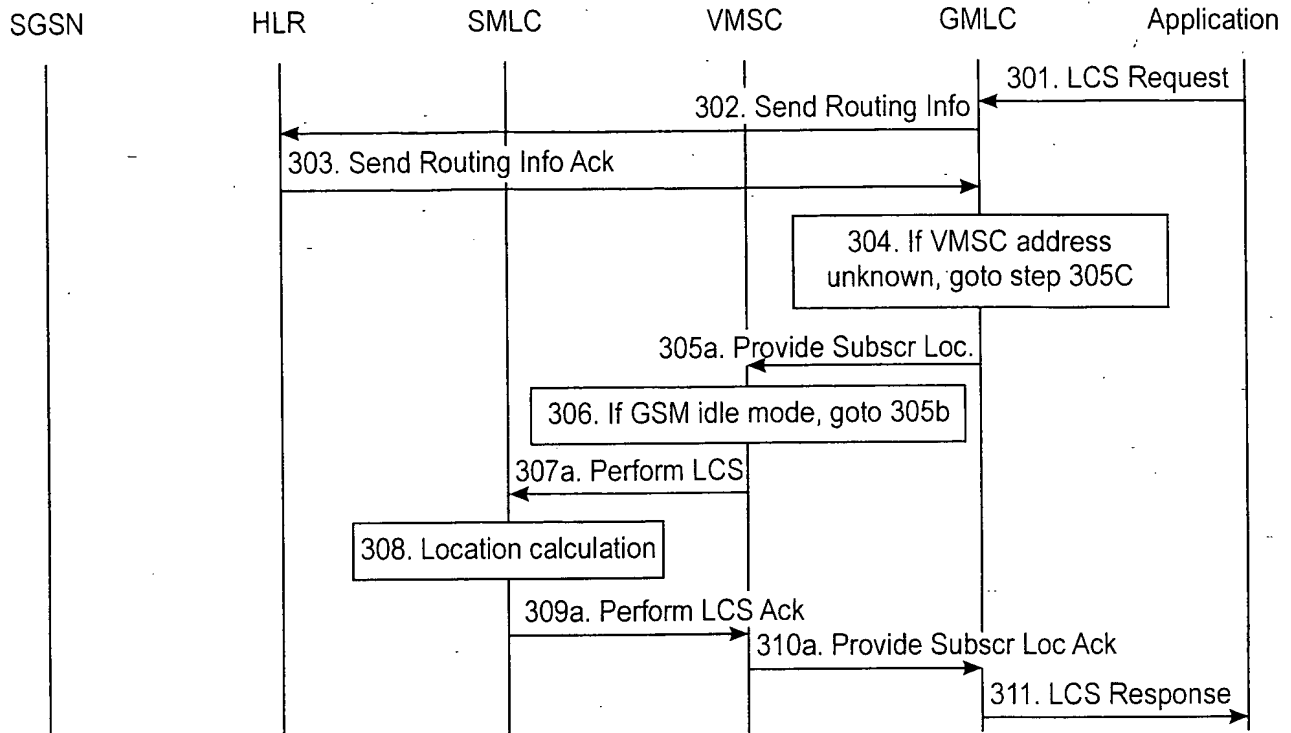 SGSN HLR SMLC VMSC GMLC Application
301. LCS Request
302. Send Routing Info
303. Send Routing Info Ack
304. If VMSC address
unknown, goto step 305C
305a. Provide Subscr Loc.
306. If GSM idle mode, goto 305b
307a. Perform LCS
308. Location calculation
309a. Perform LCS Ack
310a. Provide Subscr Loc Ack
311. LCS Response